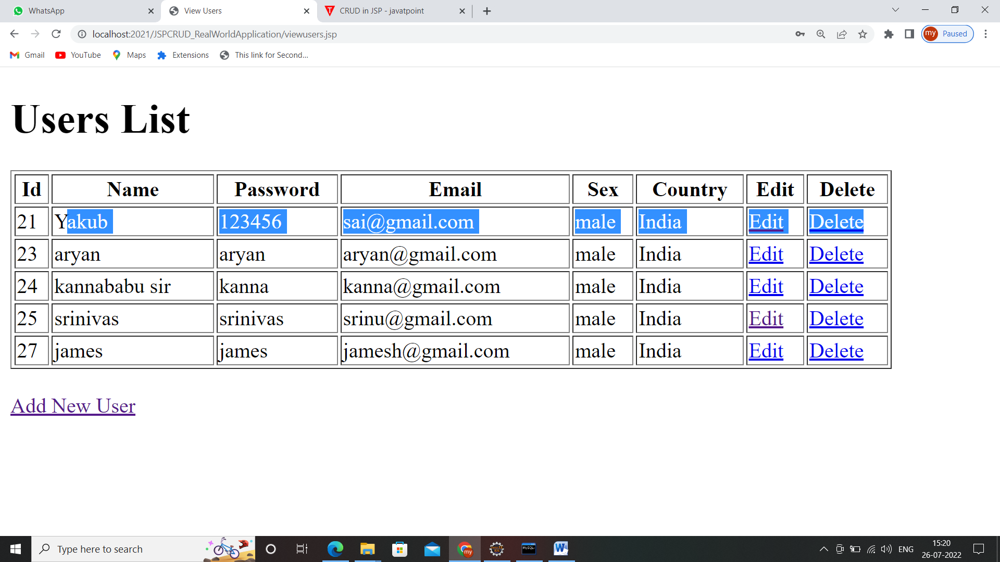 WhatsApp View Users CRUD in JSP - javatpoint
localhost:2021/JSPCRUD_RealWorldApplication/viewusers.jsp my Paused
Gmail YouTube Maps Extensions This link for Second...
Users List
Id Name Password Email Sex Country Edit Delete
21 Yakub 123456 sai@gmail.com male India Edit Delete
23 aryan aryan aryan@gmail.com male India Edit Delete
24 kannababu sir kanna kanna@gmail.com male India Edit Delete
25 srinivas srinivas srinu@gmail.com male India Edit Delete
27 james james jamesh@gmail.com male India Edit Delete
Add New User
Type here to search my MySQL ENG 15:20
26-07-2022